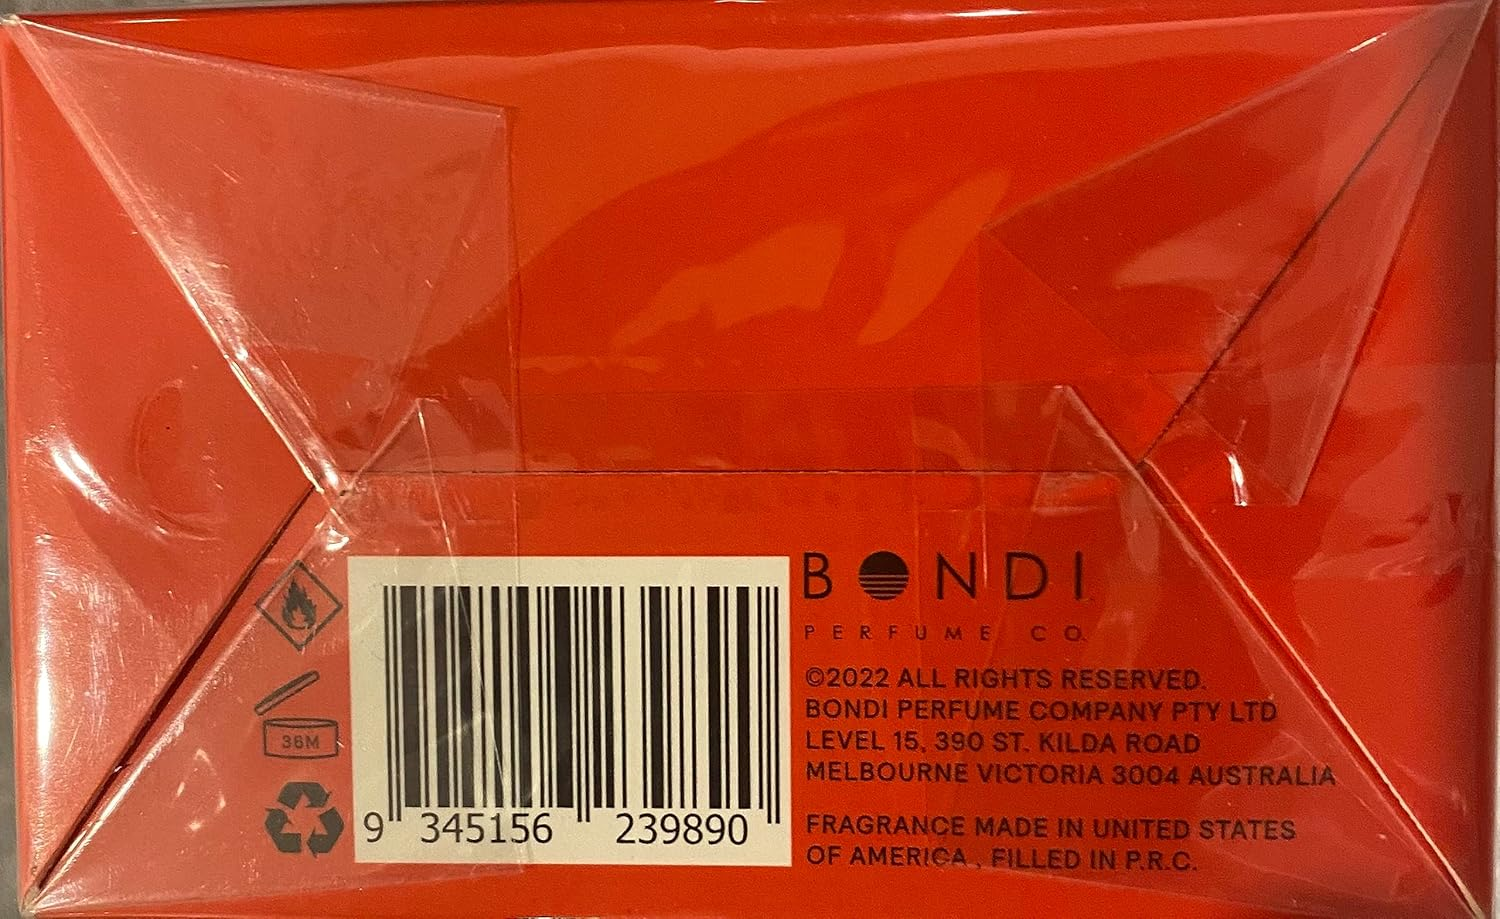 BONDI
PERFUME CO.
©2022 ALL RIGHTS RESERVED.
BONDI PERFUME COMPANY PTY LTD
LEVEL 15, 390 ST. KILDA ROAD
MELBOURNE VICTORIA 3004 AUSTRALIA
FRAGRANCE MADE IN UNITED STATES
OF AMERICA , FILLED IN P.R.C.
36M
9 345156 239890